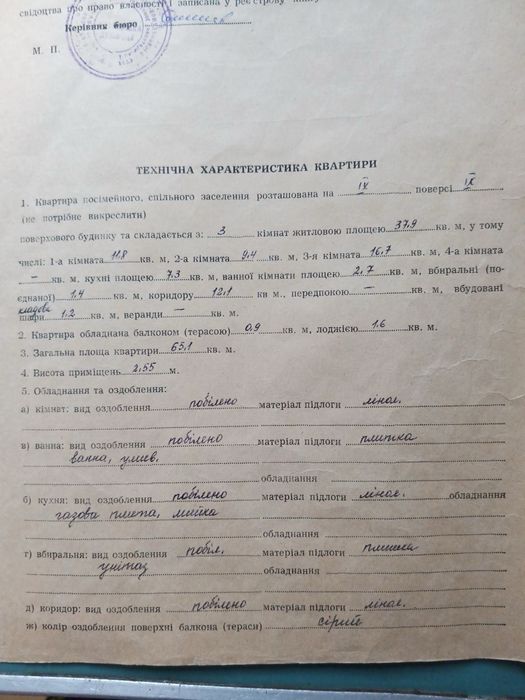 свідоцтва про право власності і записана у реєстрову книгу
Керівник бюро
М. П.
ТЕХНІЧНА ХАРАКТЕРИСТИКА КВАРТИРИ
1. Квартира посімейного, спільного заселення розташована на IX поверсі IX
(не потрібне викреслити)
поверхового будинку та складається з: 3 кімнат житловою площею 37,9 кв. м, у тому
числі: 1-а кімната 11,8 кв. м, 2-а кімната 9,4 кв. м, 3-я кімната 16,7 кв. м, 4-а кімната
— кв. м, кухні площею 7,3 кв. м, ванної кімнати площею 2,7 кв. м, вбиральні (по-
єднаної) 1,4 кв. м, коридору 12,1 кв м., передпокою — кв. м, вбудовані
кладова
шафи 1,2 кв. м, веранди — кв. м.
2. Квартира обладнана балконом (терасою) 0,9 кв. м, лоджією 1,6 кв. м.
3. Загальна площа квартири 65,1 кв. м.
4. Висота приміщень 2,55 м.
5. Обладнання та оздоблення:
а) кімнат: вид оздоблення побілено матеріал підлоги лінол.
в) ванна: вид оздоблення побілено матеріал підлоги плитка
ванна, умив.
обладнання
б) кухня: вид оздоблення побілено матеріал підлоги лінол. обладнання
газова плита, мийка
обладнання
г) вбиральня: вид оздоблення побіл. матеріал підлоги плитка
унітаз обладнання
д) коридор: вид оздоблення побілено матеріал підлоги лінол.
ж) колір оздоблення поверхні балкона (тераси) сірий